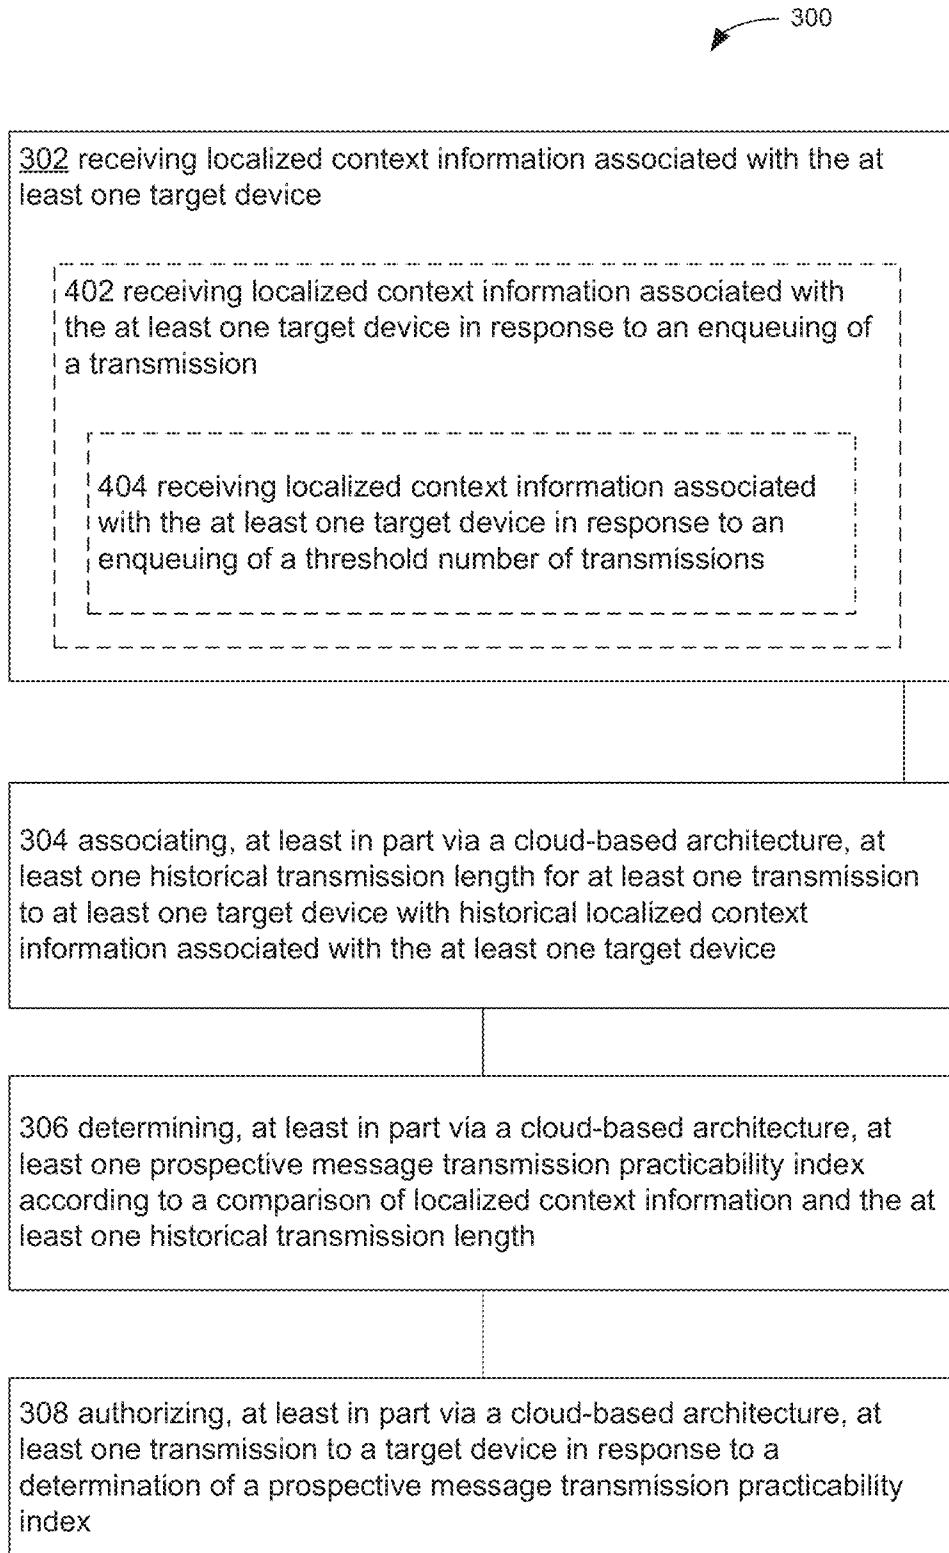 300
302 receiving localized context information associated with the at
least one target device
402 receiving localized context information associated with
the at least one target device in response to an enqueuing of
a transmission
404 receiving localized context information associated
with the at least one target device in response to an
enqueuing of a threshold number of transmissions
304 associating, at least in part via a cloud-based architecture, at
least one historical transmission length for at least one transmission
to at least one target device with historical localized context
information associated with the at least one target device
306 determining, at least in part via a cloud-based architecture, at
least one prospective message transmission practicability index
according to a comparison of localized context information and the at
least one historical transmission length
308 authorizing, at least in part via a cloud-based architecture, at
least one transmission to a target device in response to a
determination of a prospective message transmission practicability
index